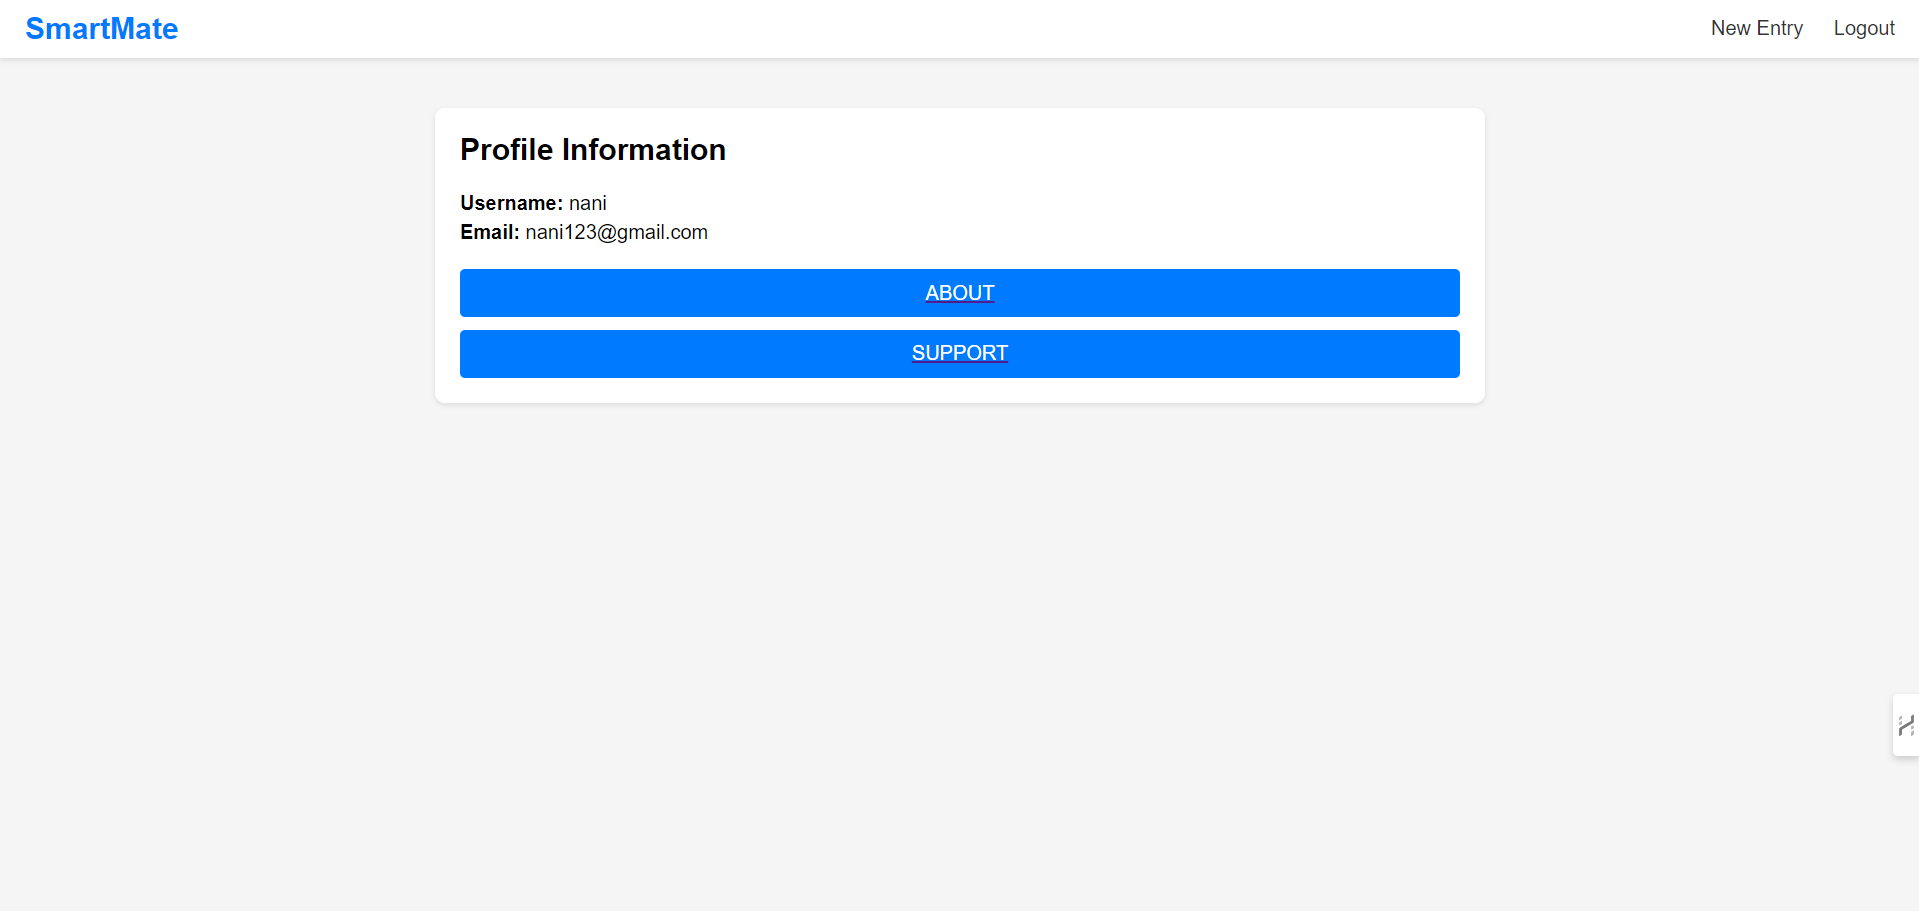 SmartMate
New Entry
Logout
Profile Information
Username: nani
Email: nani123@gmail.com
ABOUT
SUPPORT